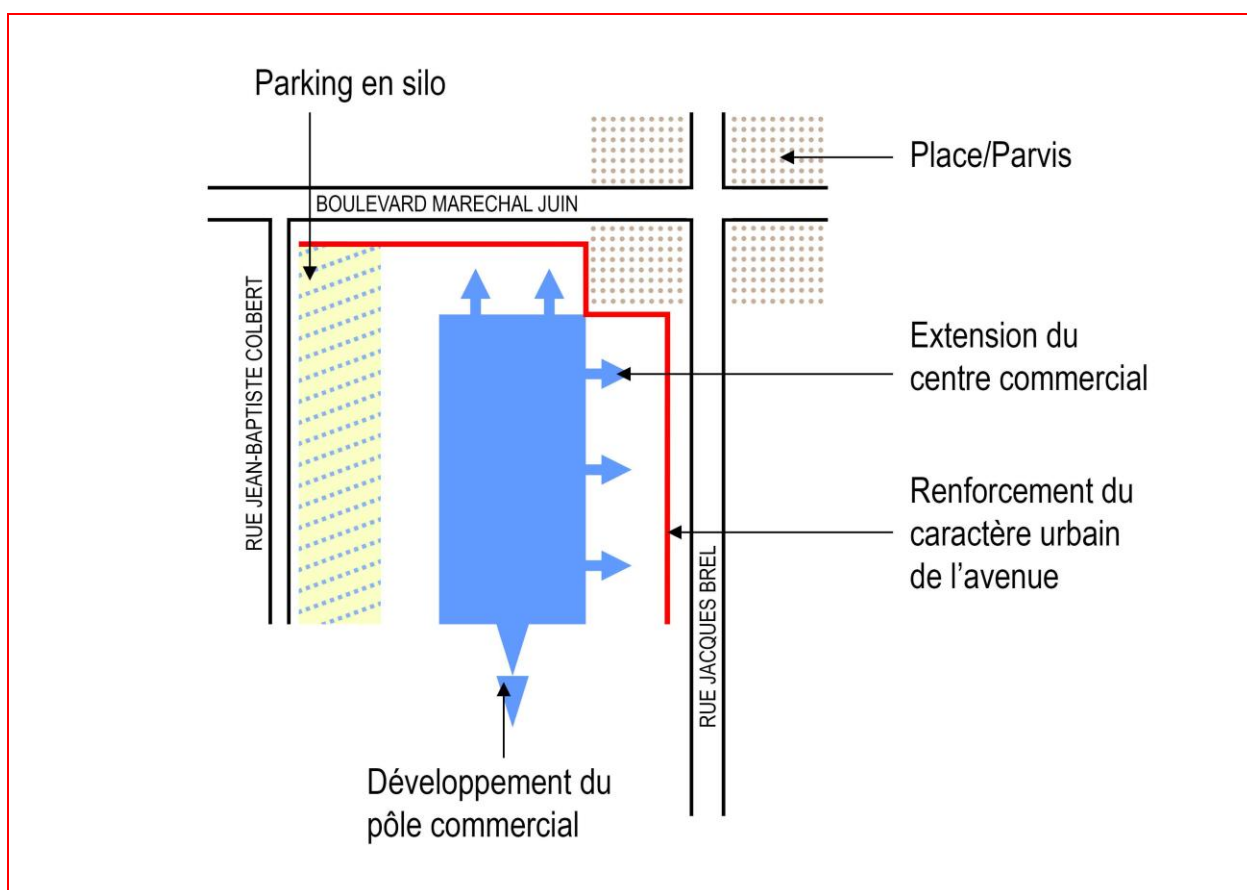 Parking en silo
Place/Parvis
BOULEVARD MARECHAL JUIN
RUE JEAN-BAPTISTE COLBERT
Extension du
centre commercial
Renforcement du
caractère urbain
de l’avenue
RUE JACQUES BREL
Développement du
pôle commercial